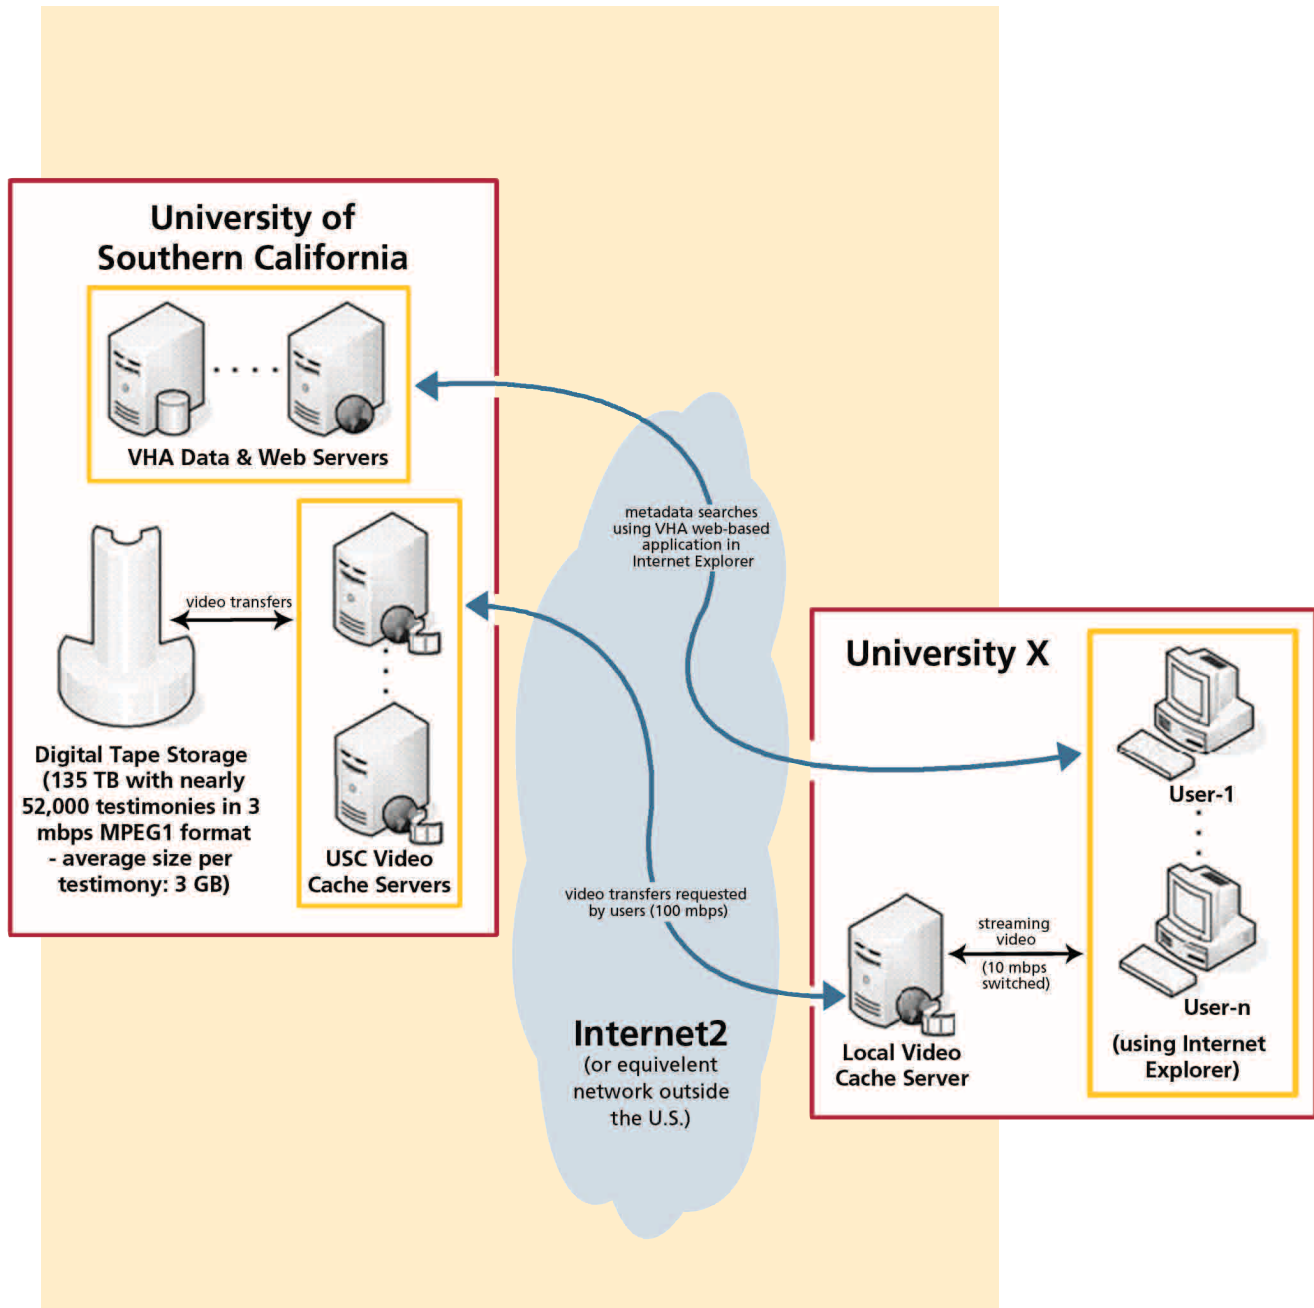 University of
Southern California
VHA Data & Web Servers
video transfers
Digital Tape Storage
(135 TB with nearly
52,000 testimonies in 3
mbps MPEG1 format
- average size per
testimony: 3 GB)
USC Video
Cache Servers
metadata searches
using VHA web-based
application in
Internet Explorer
video transfers requested
by users (100 mbps)
Internet2
(or equivelent
network outside
the U.S.)
University X
User-1
streaming
video
(10 mbps
switched)
User-n
(using Internet
Explorer)
Local Video
Cache Server